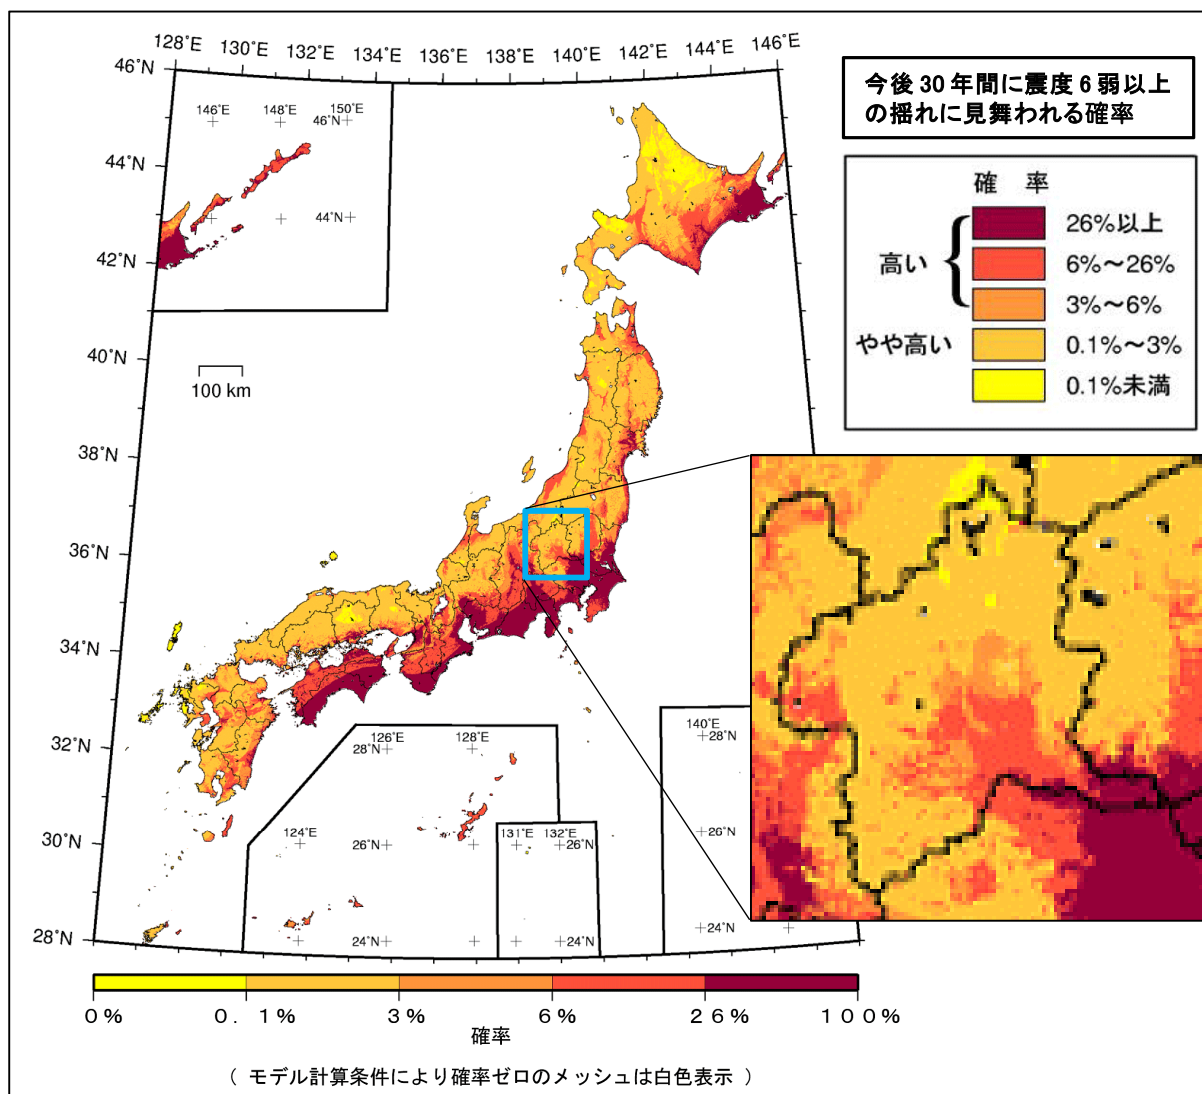 128°E 130°E 132°E 134°E 136°E 138°E 140°E 142°E 144°E 146°E
46°N
44°N
42°N
40°N
38°N
36°N
34°N
32°N
30°N
28°N
146°E 148°E 150°E
46°N
44°N
100 km
今後30年間に震度6弱以上
の揺れに見舞われる確率
確 率
高い
26%以上
6%～26%
3%～6%
やや高い 0.1%～3%
0.1%未満
126°E 128°E
28°N
124°E
26°N
24°N
131°E 132°E
26°N
24°N
140°E
28°N
26°N
24°N
0% 0.1% 3% 6% 26% 100%
確率
( モデル計算条件により確率ゼロのメッシュは白色表示 )